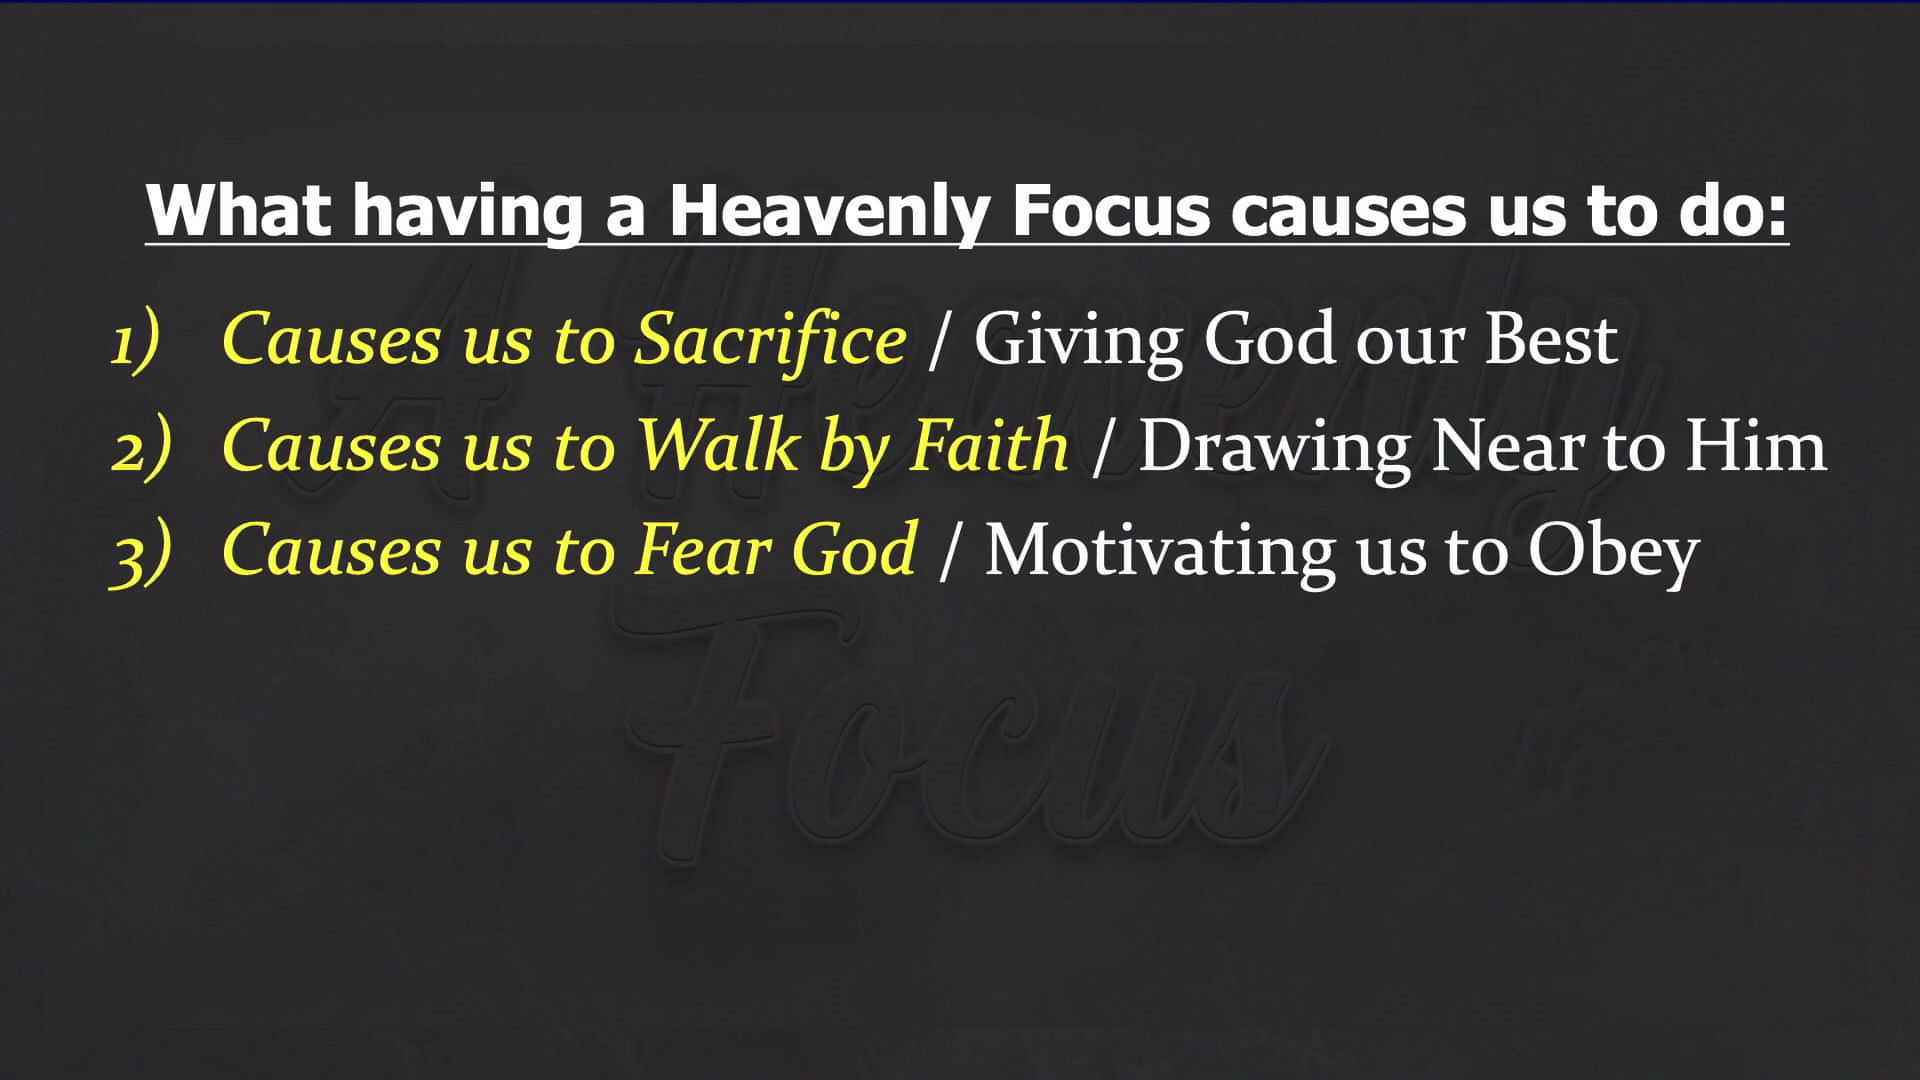 What having a Heavenly Focus causes us to do:
1) Causes us to Sacrifice / Giving God our Best
2) Causes us to Walk by Faith / Drawing Near to Him
3) Causes us to Fear God / Motivating us to Obey
A Heavenly
Focus